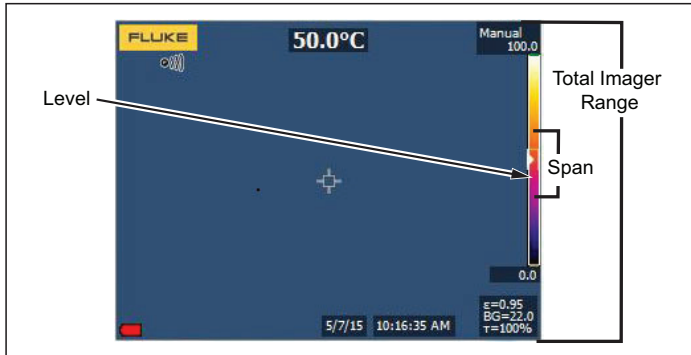 FLUKE
50.0°C
Manual
100.0
Total Imager
Range
Level
Span
0.0
ε=0.95
BG=22.0
τ=100%
5/7/15 10:16:35 AM